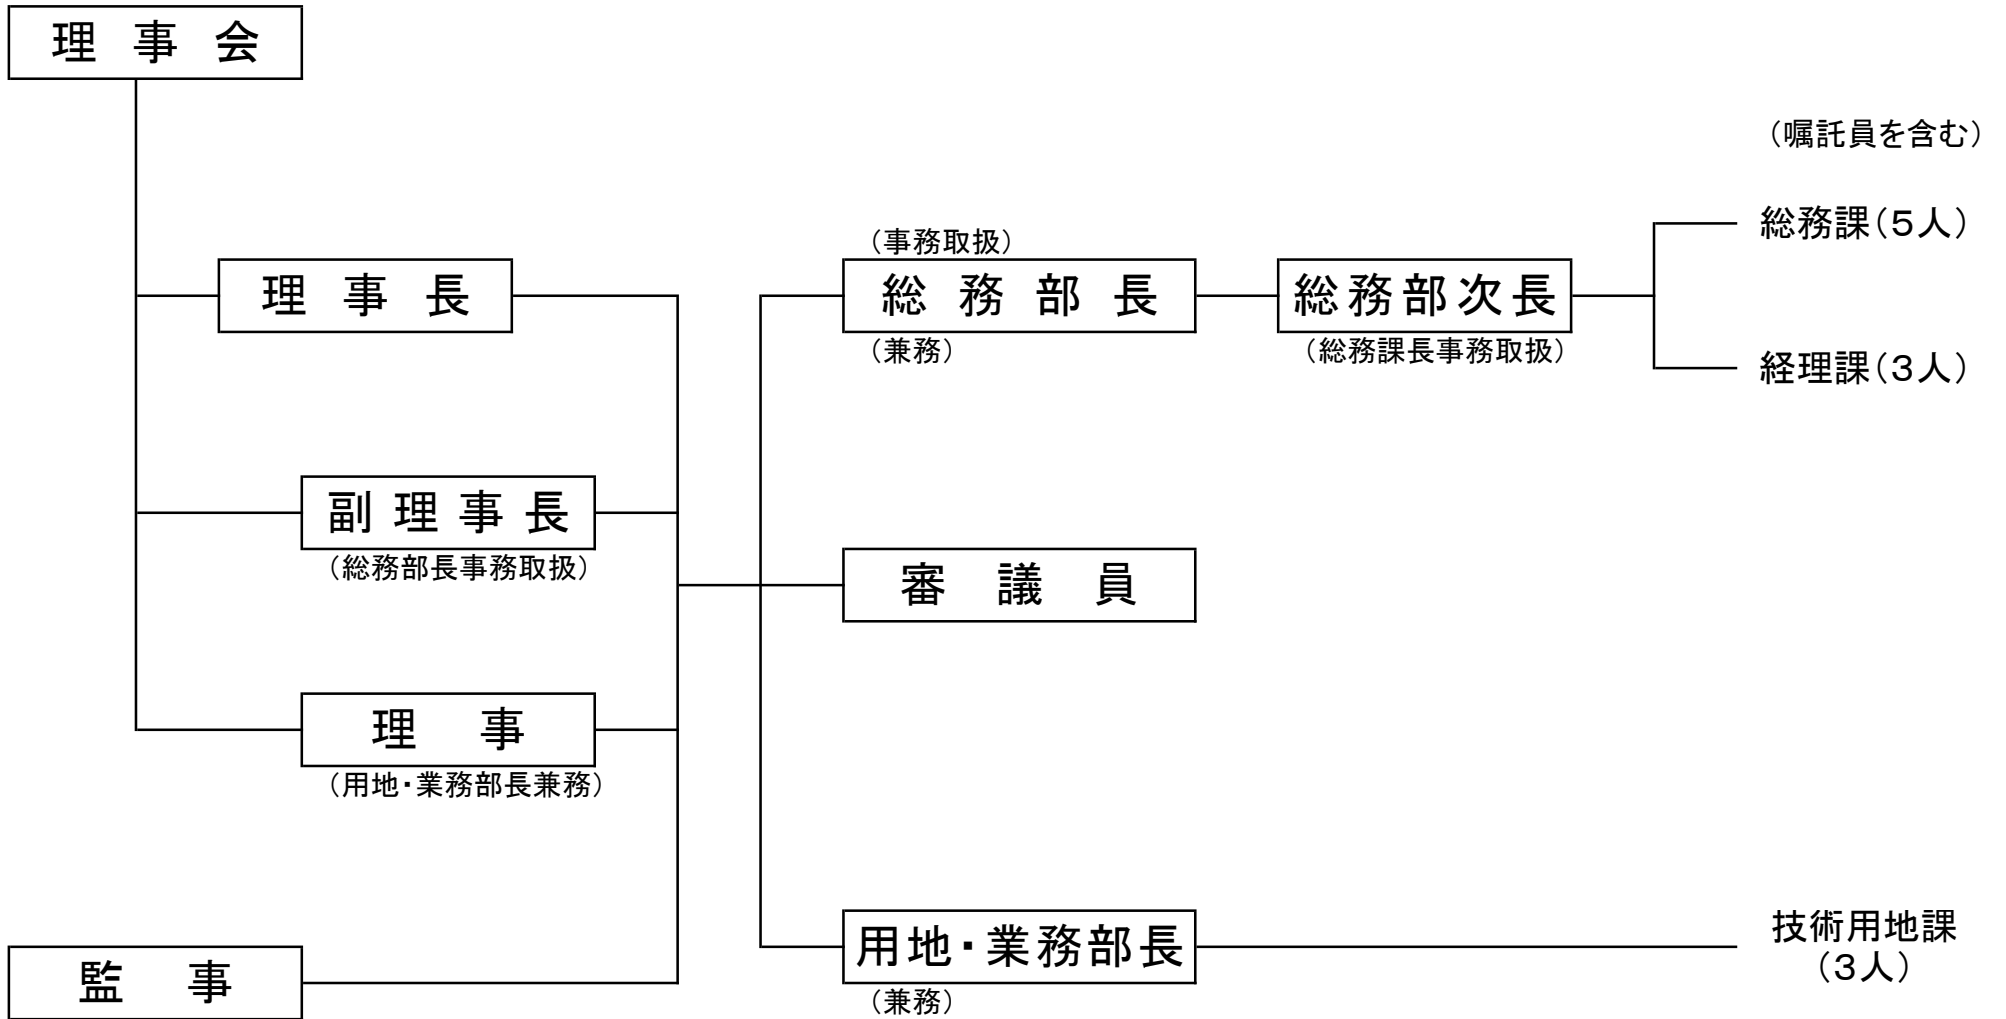 理事会
（嘱託員を含む）
総務課（５人）
（事務取扱）
理事長
総務部長
総務部次長
（兼務）
（総務課長事務取扱）
経理課（３人）
副理事長
（総務部長事務取扱）
審議員
理事
（用地・業務部長兼務）
用地・業務部長
技術用地課
（３人）
監事
（兼務）